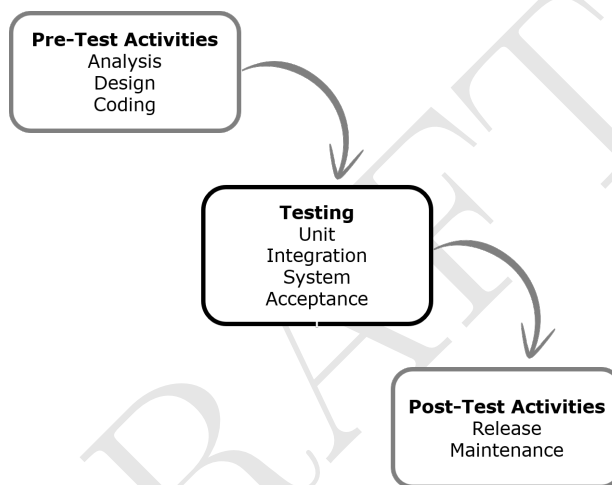 Pre-Test Activities
Analysis
Design
Coding
Testing
Unit
Integration
System
Acceptance
Post-Test Activities
Release
Maintenance